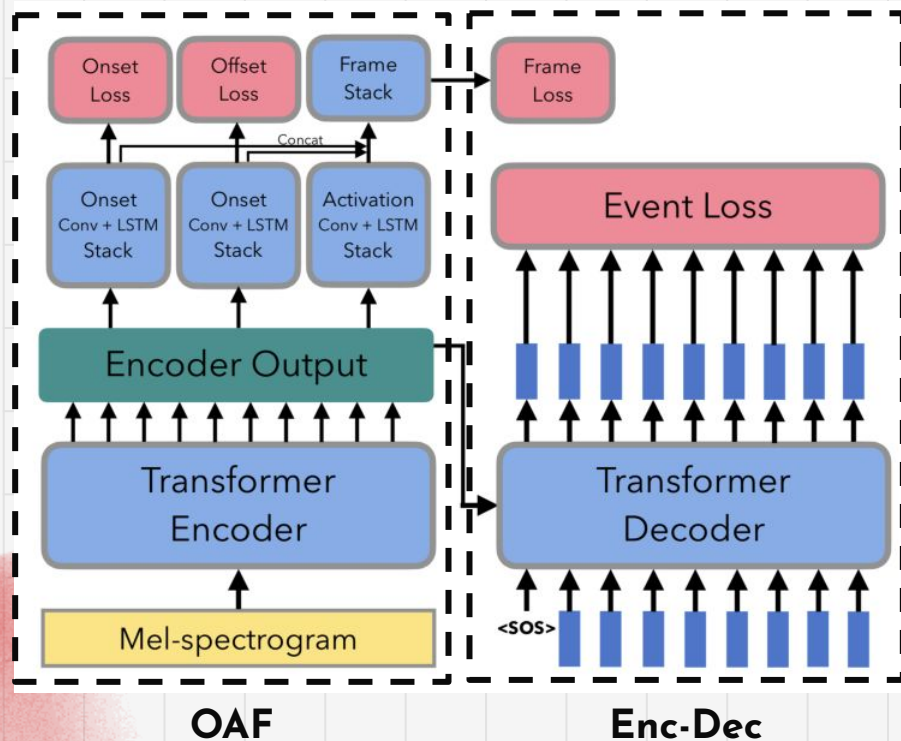 Onset
Loss
Offset
Loss
Frame
Stack
Frame
Loss
Concat
Onset
Conv + LSTM
Stack
Onset
Conv + LSTM
Stack
Activation
Conv + LSTM
Stack
Event Loss
Encoder Output
Transformer
Encoder
Transformer
Decoder
<SOS>
Mel-spectrogram
OAF
Enc-Dec